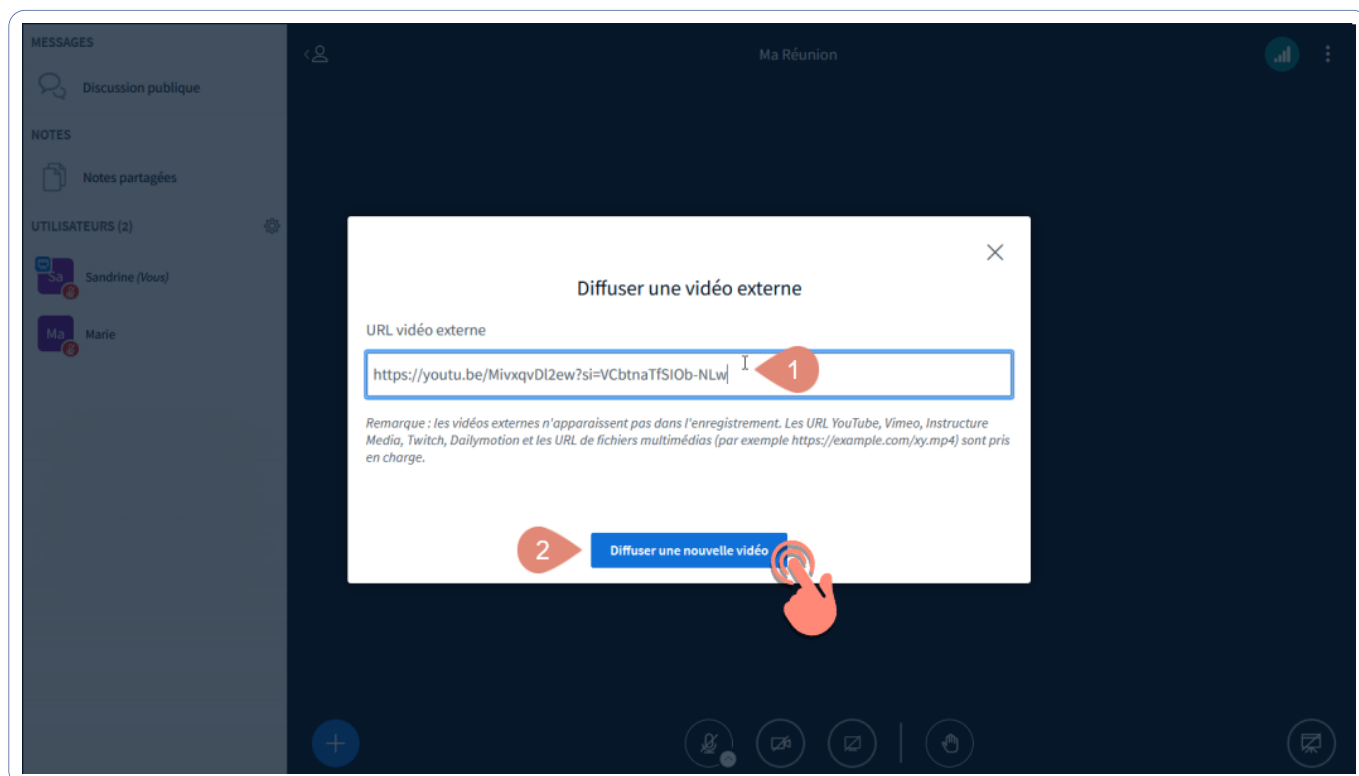 MESSAGES
Discussion publique
NOTES
Notes partagées
UTILISATEURS (2)
Sa
Sandrine (Vous)
Ma
Marie
Ma Réunion
Diffuser une vidéo externe
URL vidéo externe
https://youtu.be/MivxqvDl2ew?si=VCbtnaTfSIOb-NLw
1
Remarque : les vidéos externes n'apparaissent pas dans l'enregistrement. Les URL YouTube, Vimeo, Instructure
Media, Twitch, Dailymotion et les URL de fichiers multimédias (par exemple https://example.com/xy.mp4) sont pris
en charge.
2
Diffuser une nouvelle vidéo